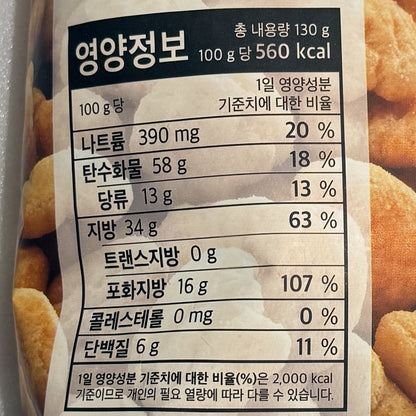 영양정보
총 내용량 130 g
100 g 당 560 kcal
100 g 당
1일 영양성분
기준치에 대한 비율
나트륨 390 mg 20 %
탄수화물 58 g 18 %
당류 13 g 13 %
지방 34 g 63 %
트랜스지방 0 g
포화지방 16 g 107 %
콜레스테롤 0 mg 0 %
단백질 6 g 11 %
1일 영양성분 기준치에 대한 비율(%)은 2,000 kcal
기준이므로 개인의 필요 열량에 따라 다를 수 있습니다.